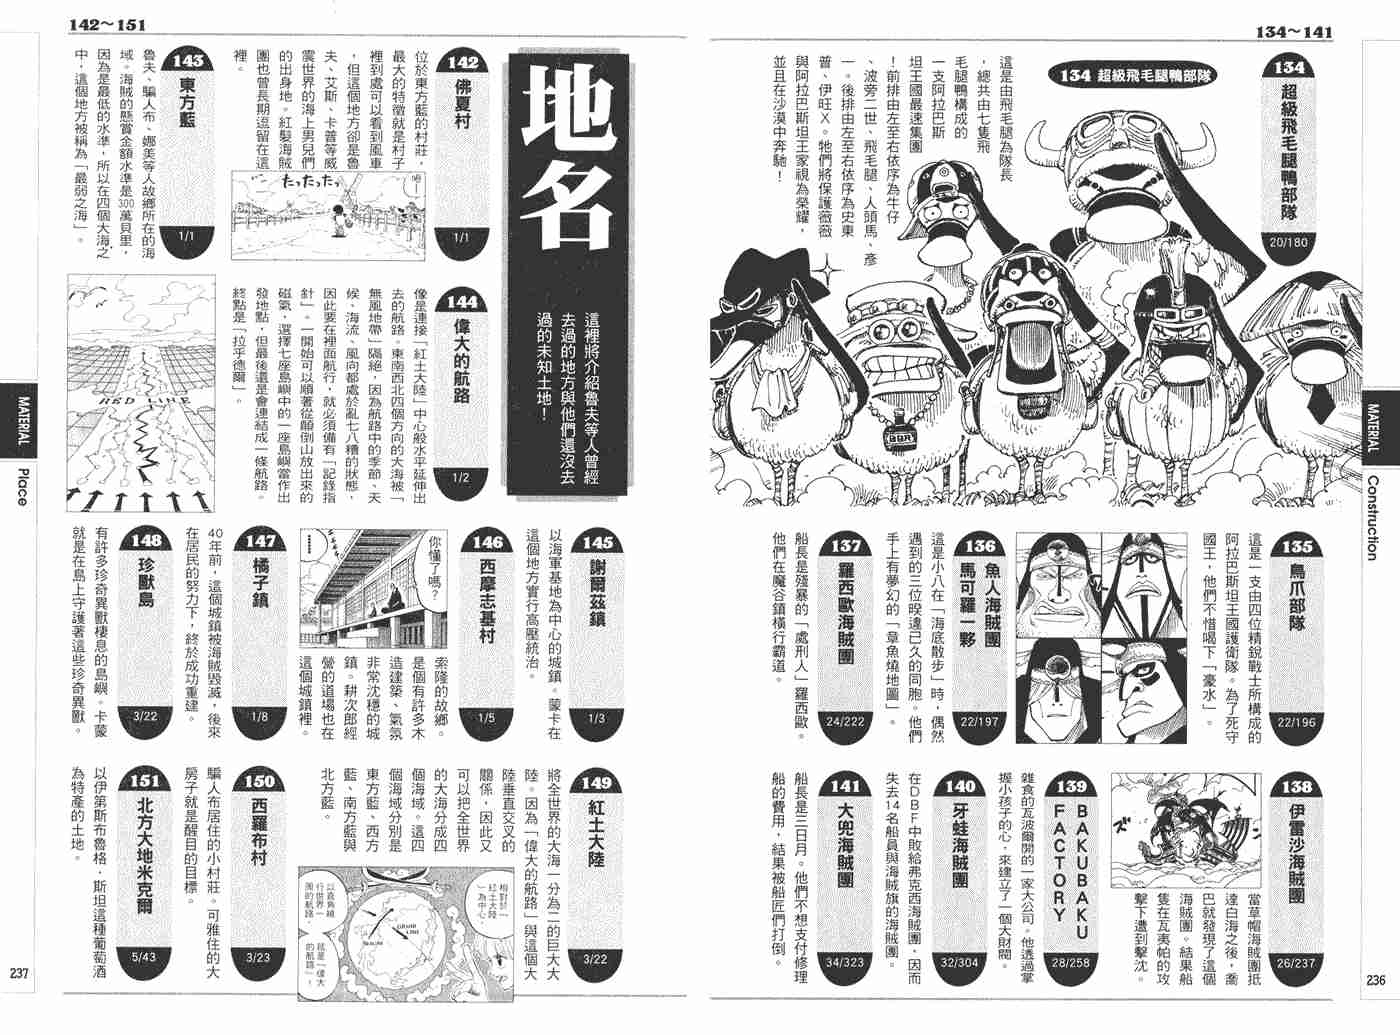 134～141
134 超級飛毛腿鴨部隊
134
超級飛毛腿鴨部隊
20/180
這是由飛毛腿為隊長
，總共由七隻飛
毛腿鴨構成的
一支阿拉巴斯
坦王國最速集團
！前排由左至右依序為牛仔
、波旁二世、飛毛腿、人頭馬、彥
一。後排由左至右依序為史東
普、伊旺X。牠們將保護薇薇
與阿拉巴斯坦王家視為榮耀，
並且在沙漠中奔馳！
BBR
135
鳥爪部隊
22/196
這是一支由四位精銳戰士所構成的
阿拉巴斯坦王國護衛隊。為了死守
國王，他們不惜喝下「豪水」。
136
魚人海賊團
馬可羅一夥
22/197
這是小八在「海底散步」時，偶然
遇到的三位暌違已久的同胞。他們
手上有夢幻的「章魚燒地圖」。
137
羅西歐海賊團
24/222
船長是殘暴的「處刑人」羅西歐。
他們在魔谷鎮橫行霸道。
138
伊雷沙海賊團
26/237
當草帽海賊團抵
達白海之後，喬
巴就發現了這個
海賊團。結果船
隻在瓦夷帕的攻
擊下遭到擊沈。
ズ
139
BAKUBAKU
FACTORY
28/258
雜食的瓦波爾開的一家大公司。他透過掌
握小孩子的心，來建立了一個大財閥。
140
牙蛙海賊團
32/304
在DBF中敗給弗克西海賊團，因而
失去14名船員與海賊旗的海賊團。
141
大兜海賊團
34/323
船長是三日月。他們不想支付修理
船的費用，結果被船匠們打倒。
MATERIAL
Construction
236
142～151
地名
這裡將介紹魯夫等人曾經
去過的地方與他們還沒去
過的未知土地！
142
佛夏村
1/1
位於東方藍的村莊，
最大的特徵就是村子
裡到處可以看到風車
，但這個地方卻是魯
夫、艾斯、卡普等威
震世界的海上男兒們
的出身地。紅髮海賊
團也曾長期逗留在這
裡。
たったったっ
143
東方藍
1/1
魯夫、騙人布、娜美等人故鄉所在的海
域。海賊的懸賞金額水準是300萬貝里，
因為是最低的水準，所以在四個大海之
中，這個地方被稱為「最弱之海」。
RED LINE
144
偉大的航路
1/2
像是連接「紅土大陸」中心般水平延伸出
去的航路。東南西北四個方向的大海被「
無風地帶」隔絕，因為航路中的季節、天
候、海流、風向都處於亂七八糟的狀態，
因此要在裡面航行，就必須備有「記錄指
針」。一開始可以順著從顛倒山放出來的
磁氣，選擇七座島嶼中的一座島嶼當作出
發地點，但最後還是會連結成一條航路。
終點是「拉乎德爾」。
145
謝爾茲鎮
1/3
以海軍基地為中心的城鎮。蒙卡在
這個地方實行高壓統治。
146
西摩志基村
1/5
索隆的故鄉。
是個有許多木
造建築、氣氛
非常沈穩的城
鎮。耕次郎經
營的道場也在
這個城鎮裡。
你懂了嗎？
147
橘子鎮
1/8
40年前，這個城鎮被海賊毀滅，後來
在居民的努力下，終於成功重建。
148
珍獸島
3/22
有許多珍奇異獸棲息的島嶼。卡蒙
就是在島上守護著這些珍奇異獸。
149
紅土大陸
3/22
將全世界的大海一分為二的巨大大
陸。因為「偉大的航路」與這個大
陸垂直交叉的
關係，因此又
可以把全世界
的大海分成四
個海域。這四
個海域分別是
東方藍、西方
藍、南方藍與
北方藍。
相對於「
紅土大陸
」為中心，
以直角繞
行世界一
周的航路
就是「偉大
的航路」！
GRAND
LINE
RED LINE
150
西羅布村
3/23
騙人布居住的小村莊。可雅住的大
房子就是醒目的目標。
151
北方大地米克爾
5/43
以伊第斯布魯格・斯坦這種葡萄酒
為特產的土地。
MATERIAL
Place
237